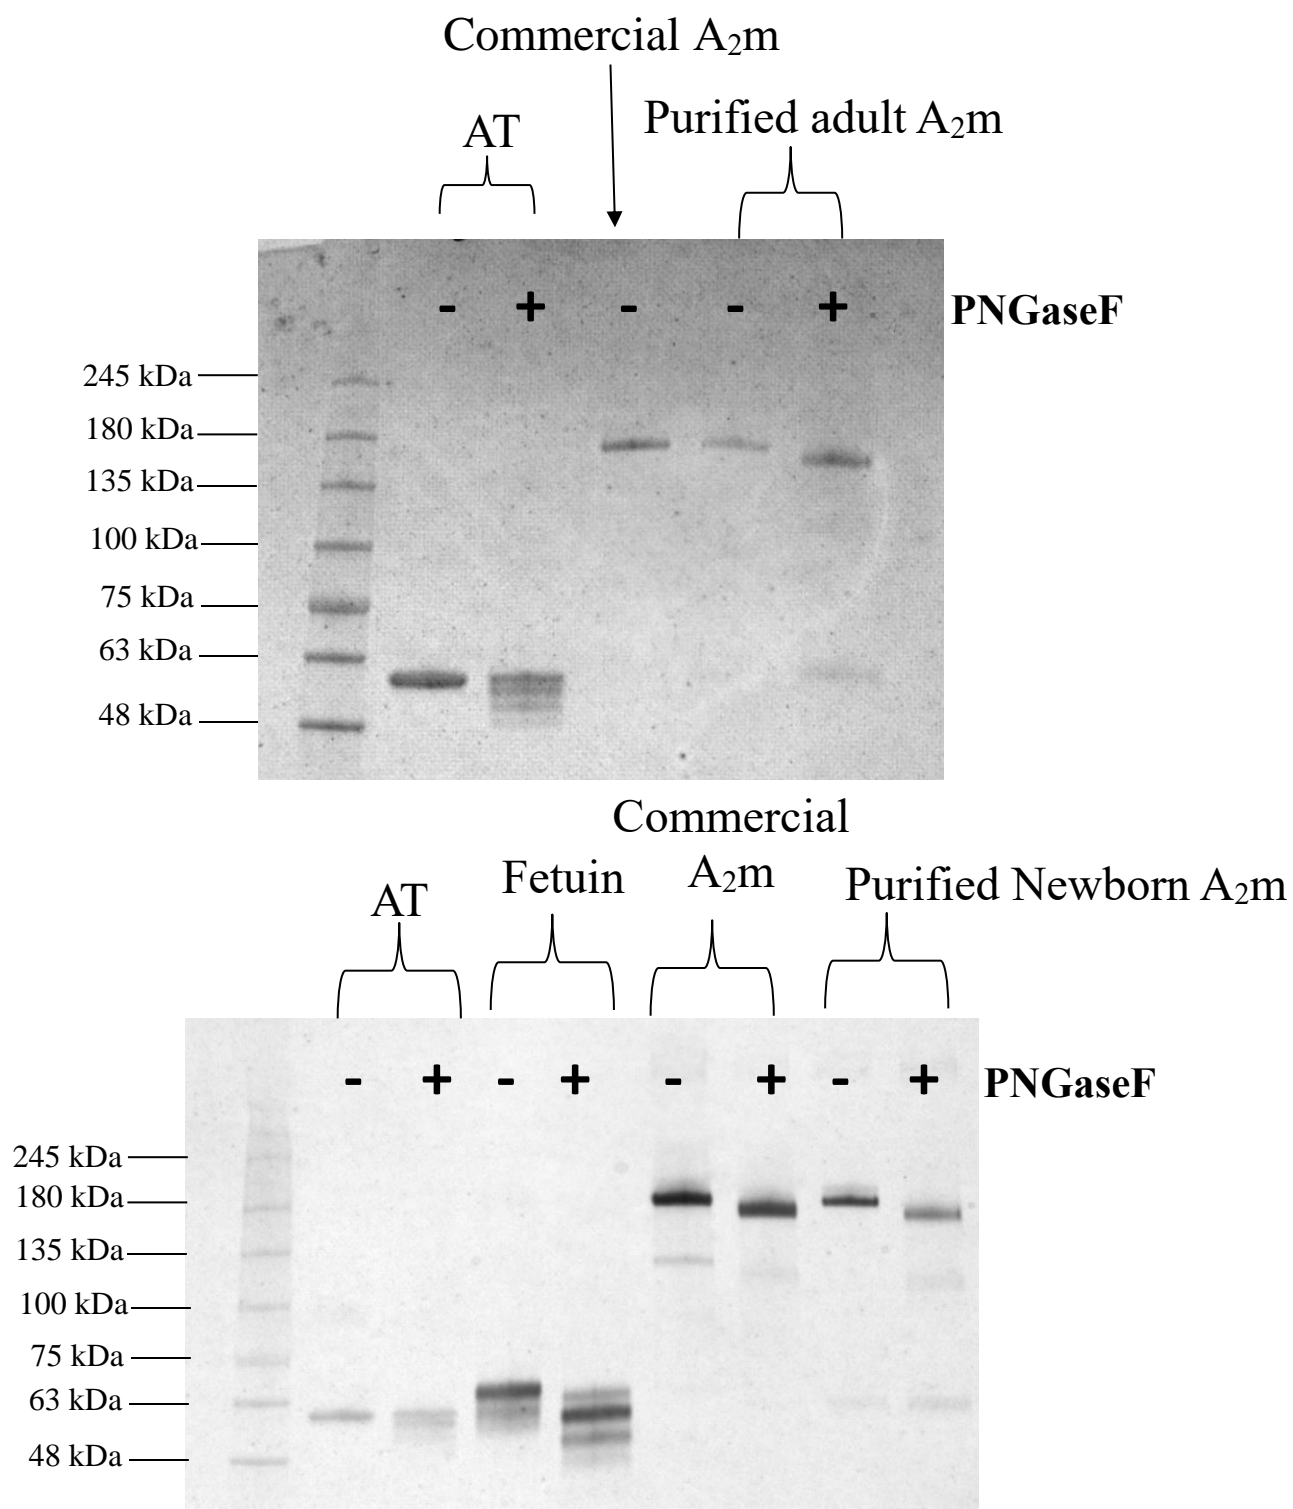 Commercial A₂m
AT
Purified adult A₂m
- + - - + PNGaseF
245 kDa
180 kDa
135 kDa
100 kDa
75 kDa
63 kDa
48 kDa
Commercial
A₂m
Fetuin
AT
Purified Newborn A₂m
- + - + - + - + PNGaseF
245 kDa
180 kDa
135 kDa
100 kDa
75 kDa
63 kDa
48 kDa